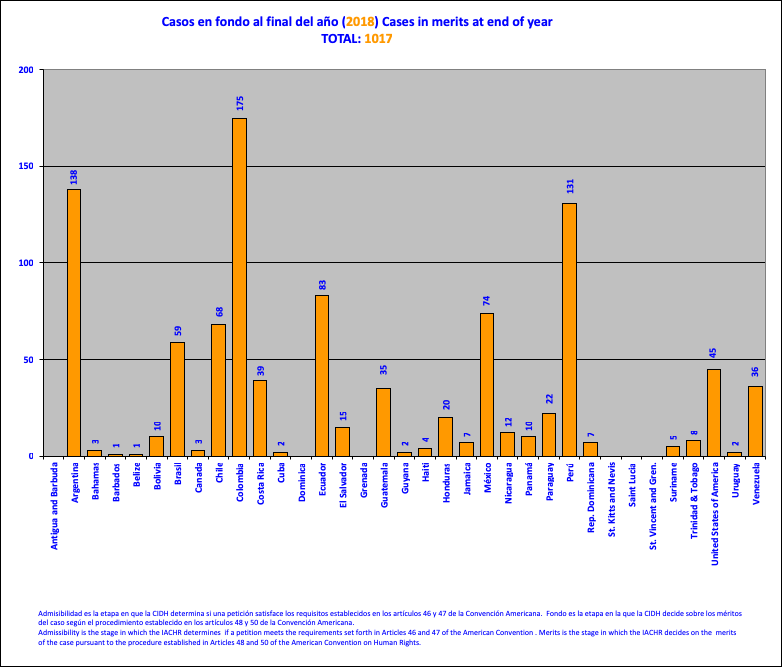 Casos en fondo al final del año (2018) Cases in merits at end of year
TOTAL: 1017
200
150
100
50
0
138
3
1
1
10
59
3
68
175
39
2
83
15
35
2
4
20
7
74
12
10
22
131
7
5
8
45
2
36
Antigua and Barbuda
Argentina
Bahamas
Barbados
Belize
Bolivia
Brasil
Canada
Chile
Colombia
Costa Rica
Cuba
Dominica
Ecuador
El Salvador
Grenada
Guatemala
Guyana
Haití
Honduras
Jamaica
México
Nicaragua
Panamá
Paraguay
Perú
Rep. Dominicana
St. Kitts and Nevis
Saint Lucia
St. Vincent and Gren.
Suriname
Trinidad & Tobago
United States of America
Uruguay
Venezuela
Admisibilidad es la etapa en que la CIDH determina si una petición satisface los requisitos establecidos en los artículos 46 y 47 de la Convención Americana. Fondo es la etapa en la que la CIDH decide sobre los méritos
del caso según el procedimiento establecido en los artículos 48 y 50 de la Convención Americana.
Admissibility is the stage in which the IACHR determines if a petition meets the requirements set forth in Articles 46 and 47 of the American Convention . Merits is the stage in which the IACHR decides on the merits
of the case pursuant to the procedure established in Articles 48 and 50 of the American Convention on Human Rights.